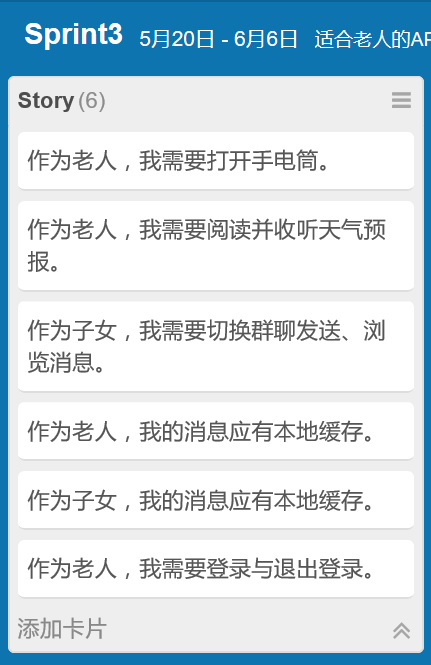 Sprint3 5月20日 - 6月6日 适合老人的AP
Story (6)
作为老人，我需要打开手电筒。
作为老人，我需要阅读并收听天气预
报。
作为子女，我需要切换群聊发送、浏
览消息。
作为老人，我的消息应有本地缓存。
作为子女，我的消息应有本地缓存。
作为老人，我需要登录与退出登录。
添加卡片